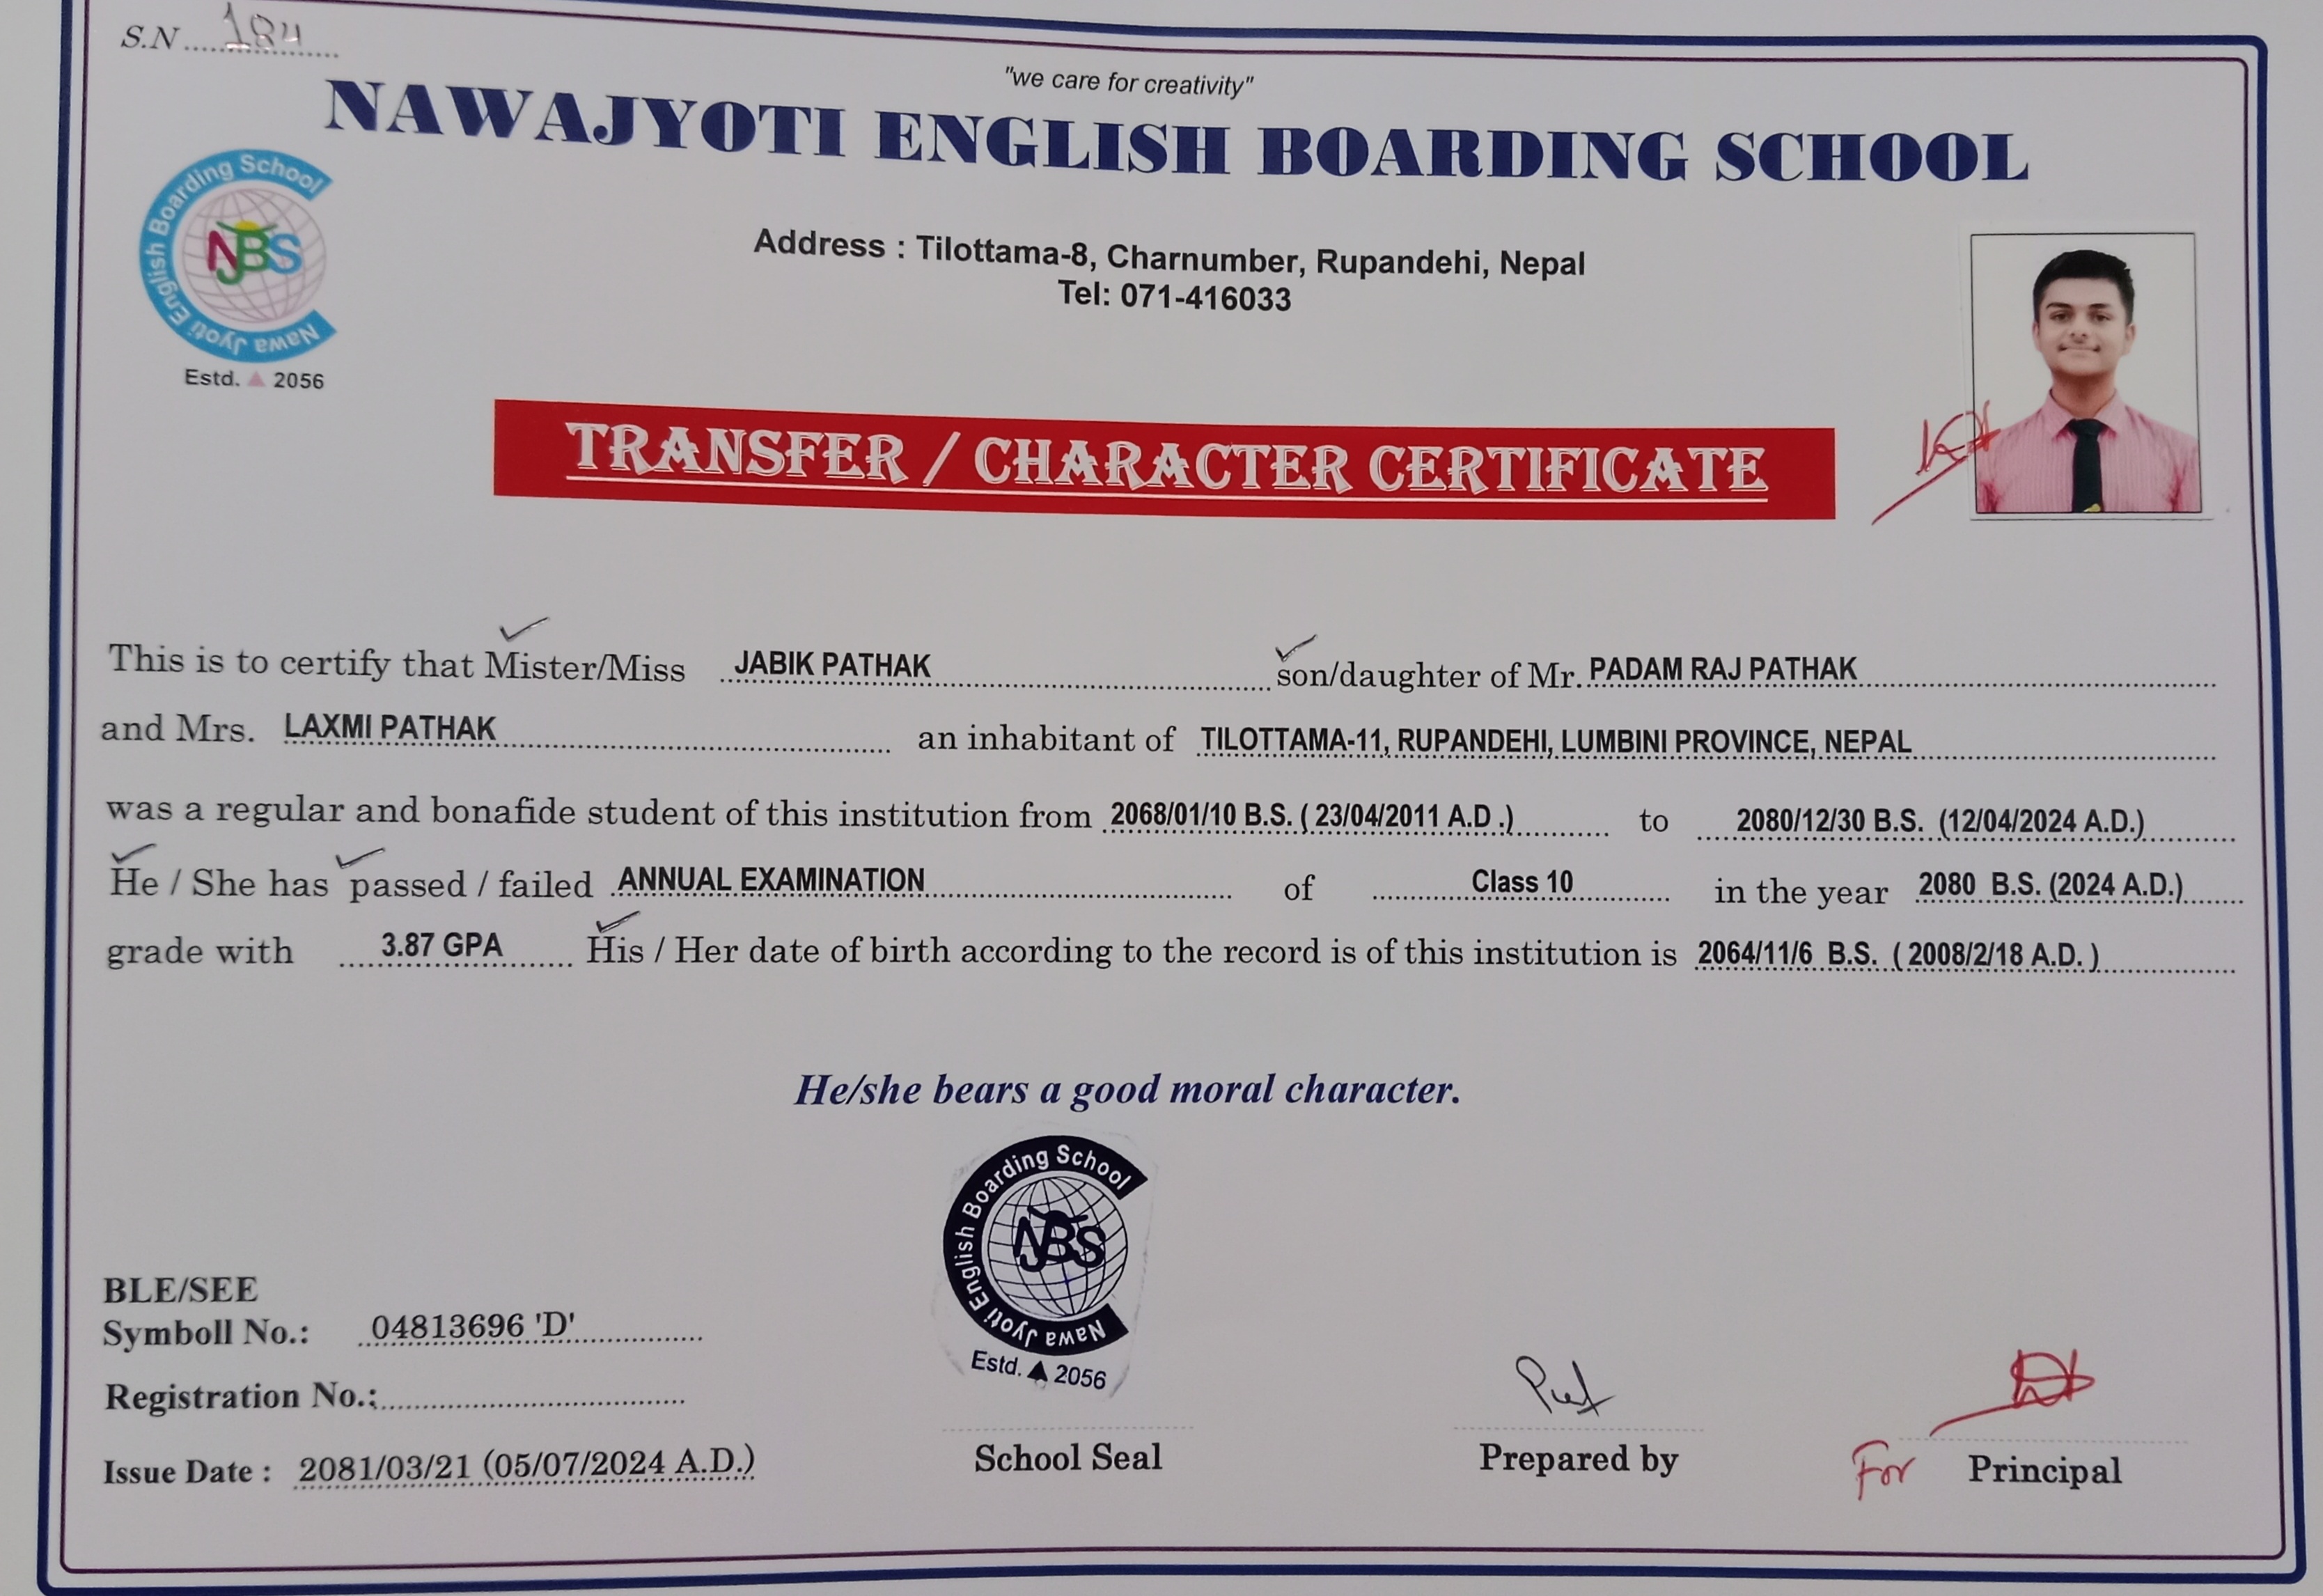 S.N. 184
"we care for creativity"
NAWAJYOTI ENGLISH BOARDING SCHOOL
Nawa Jyoti English Boarding School
NJBS
Estd. 2056
Address : Tilottama-8, Charnumber, Rupandehi, Nepal
Tel: 071-416033
TRANSFER / CHARACTER CERTIFICATE
This is to certify that Mister/Miss JABIK PATHAK son/daughter of Mr. PADAM RAJ PATHAK
and Mrs. LAXMI PATHAK an inhabitant of TILOTTAMA-11, RUPANDEHI, LUMBINI PROVINCE, NEPAL
was a regular and bonafide student of this institution from 2068/01/10 B.S. ( 23/04/2011 A.D .) to 2080/12/30 B.S. (12/04/2024 A.D.)
He / She has passed / failed ANNUAL EXAMINATION of Class 10 in the year 2080 B.S. (2024 A.D.)
grade with 3.87 GPA His / Her date of birth according to the record is of this institution is 2064/11/6 B.S. ( 2008/2/18 A.D. )
He/she bears a good moral character.
Nawa Jyoti English Boarding School
NJBS
Estd. 2056
BLE/SEE
Symboll No.: 04813696 'D'
Registration No.:
Issue Date : 2081/03/21 (05/07/2024 A.D.)
School Seal
Prepared by
For Principal